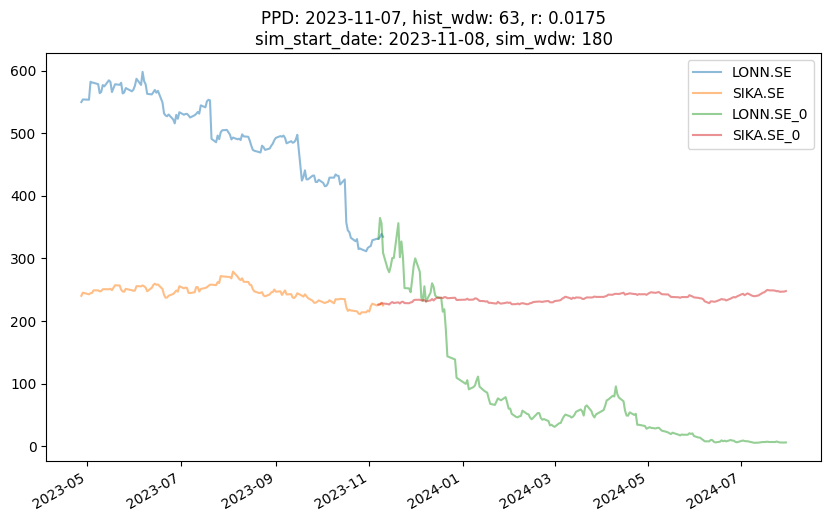 PPD: 2023-11-07, hist_wdw: 63, r: 0.0175
sim_start_date: 2023-11-08, sim_wdw: 180
LONN.SE
SIKA.SE
LONN.SE_0
SIKA.SE_0
600
500
400
300
200
100
0
2023-05
2023-07
2023-09
2023-11
2024-01
2024-03
2024-05
2024-07